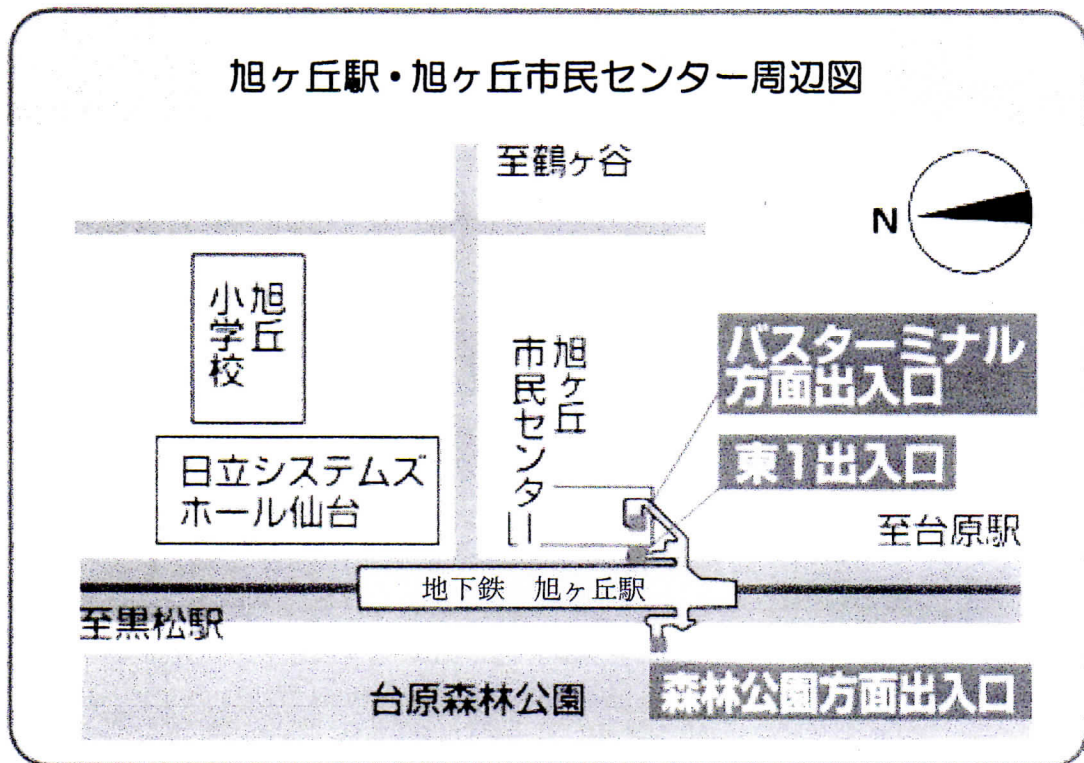 旭ヶ丘駅・旭ヶ丘市民センター周辺図
至鶴ヶ谷
N
旭丘
小学校
旭ヶ丘
市民センター
バスターミナル
方面出入口
東1出入口
日立システムズ
ホール仙台
至台原駅
地下鉄 旭ヶ丘駅
至黒松駅
台原森林公園
森林公園方面出入口